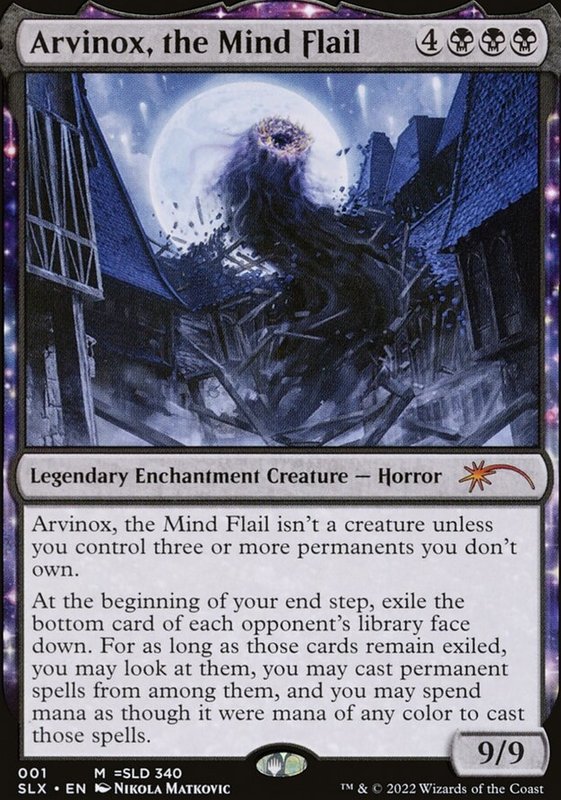 Arvinox, the Mind Flail 4
Legendary Enchantment Creature — Horror
Arvinox, the Mind Flail isn't a creature unless
you control three or more permanents you don't
own.
At the beginning of your end step, exile the
bottom card of each opponent's library face
down. For as long as those cards remain exiled,
you may look at them, you may cast permanent
spells from among them, and you may spend
mana as though it were mana of any color to cast
those spells.
9/9
001 M =SLD 340
SLX • EN Nikola Matkovic
™ & © 2022 Wizards of the Coast